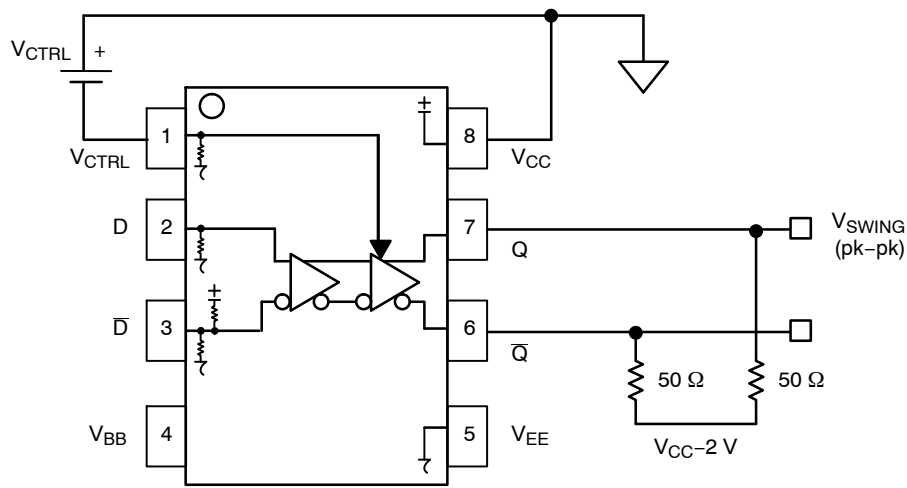 V_CTRL +
1 V_CTRL
8 V_CC
D 2
7 Q
V_SWING
(pk–pk)
D̅ 3
6 Q̅
50 Ω 50 Ω
V_BB 4
5 V_EE
V_CC–2 V